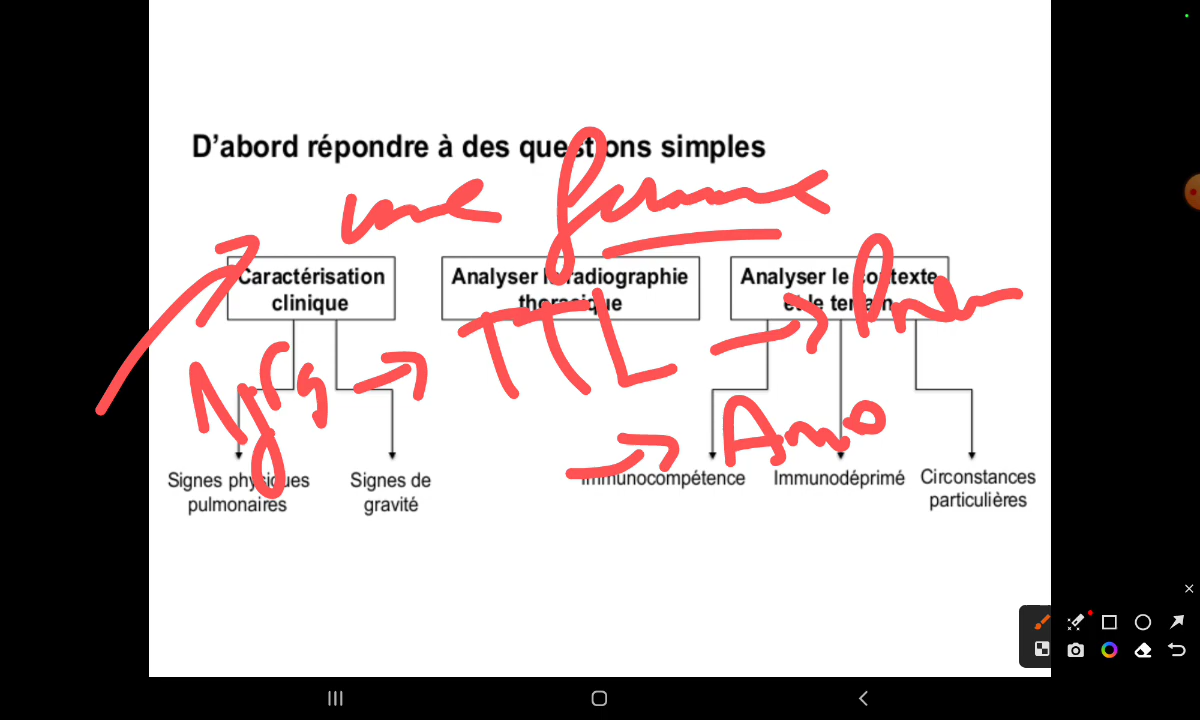 D'abord répondre à des questions simples
une femme
Caractérisation
clinique
Analyser la radiographie
thoracique
Analyser le contexte
et le terrain
TTL
Amo
Signes physiques
pulmonaires
Signes de
gravité
Immunocompétence
Immunodéprimé
Circonstances
particulières